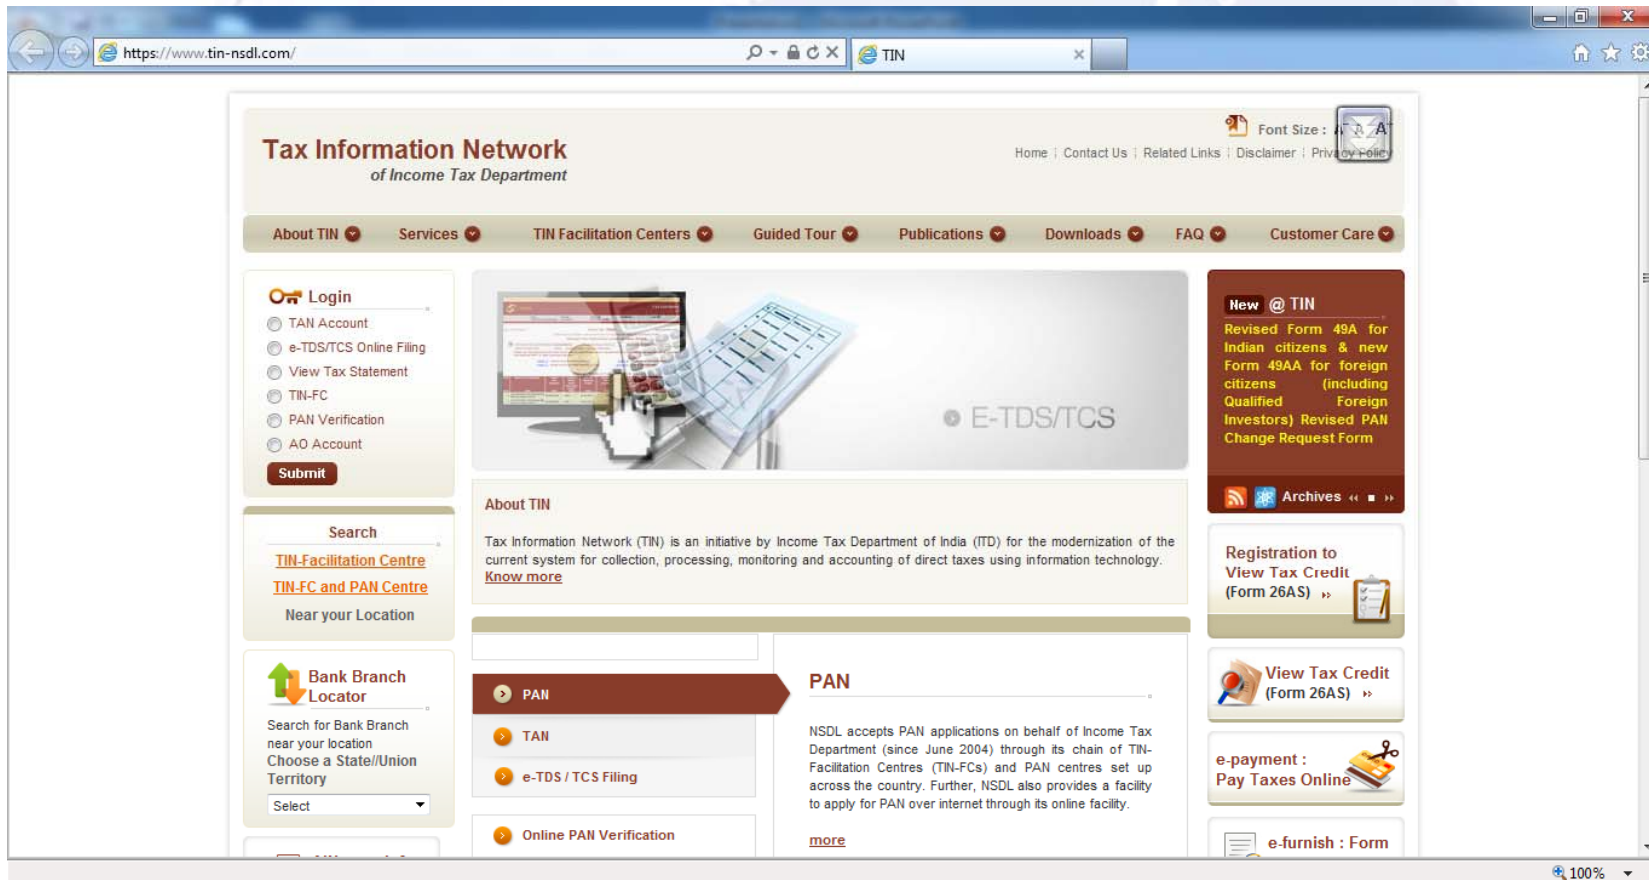 https://www.tin-nsdl.com/
TIN
Font Size :
Tax Information Network
of Income Tax Department
Home | Contact Us | Related Links | Disclaimer | Privacy Policy
About TIN
Services
TIN Facilitation Centers
Guided Tour
Publications
Downloads
FAQ
Customer Care
Login
TAN Account
e-TDS/TCS Online Filing
View Tax Statement
TIN-FC
PAN Verification
AO Account
Submit
Search
TIN-Facilitation Centre
TIN-FC and PAN Centre
Near your Location
Bank Branch
Locator
Search for Bank Branch
near your location
Choose a State//Union
Territory
Select
E-TDS/TCS
About TIN
Tax Information Network (TIN) is an initiative by Income Tax Department of India (ITD) for the modernization of the
current system for collection, processing, monitoring and accounting of direct taxes using information technology.
Know more
PAN
TAN
e-TDS / TCS Filing
Online PAN Verification
PAN
NSDL accepts PAN applications on behalf of Income Tax
Department (since June 2004) through its chain of TIN-
Facilitation Centres (TIN-FCs) and PAN centres set up
across the country. Further, NSDL also provides a facility
to apply for PAN over internet through its online facility.
more
New @ TIN
Revised Form 49A for
Indian citizens & new
Form 49AA for foreign
citizens (including
Qualified Foreign
Investors) Revised PAN
Change Request Form
Archives
Registration to
View Tax Credit
(Form 26AS)
View Tax Credit
(Form 26AS)
e-payment :
Pay Taxes Online
e-furnish : Form
100%